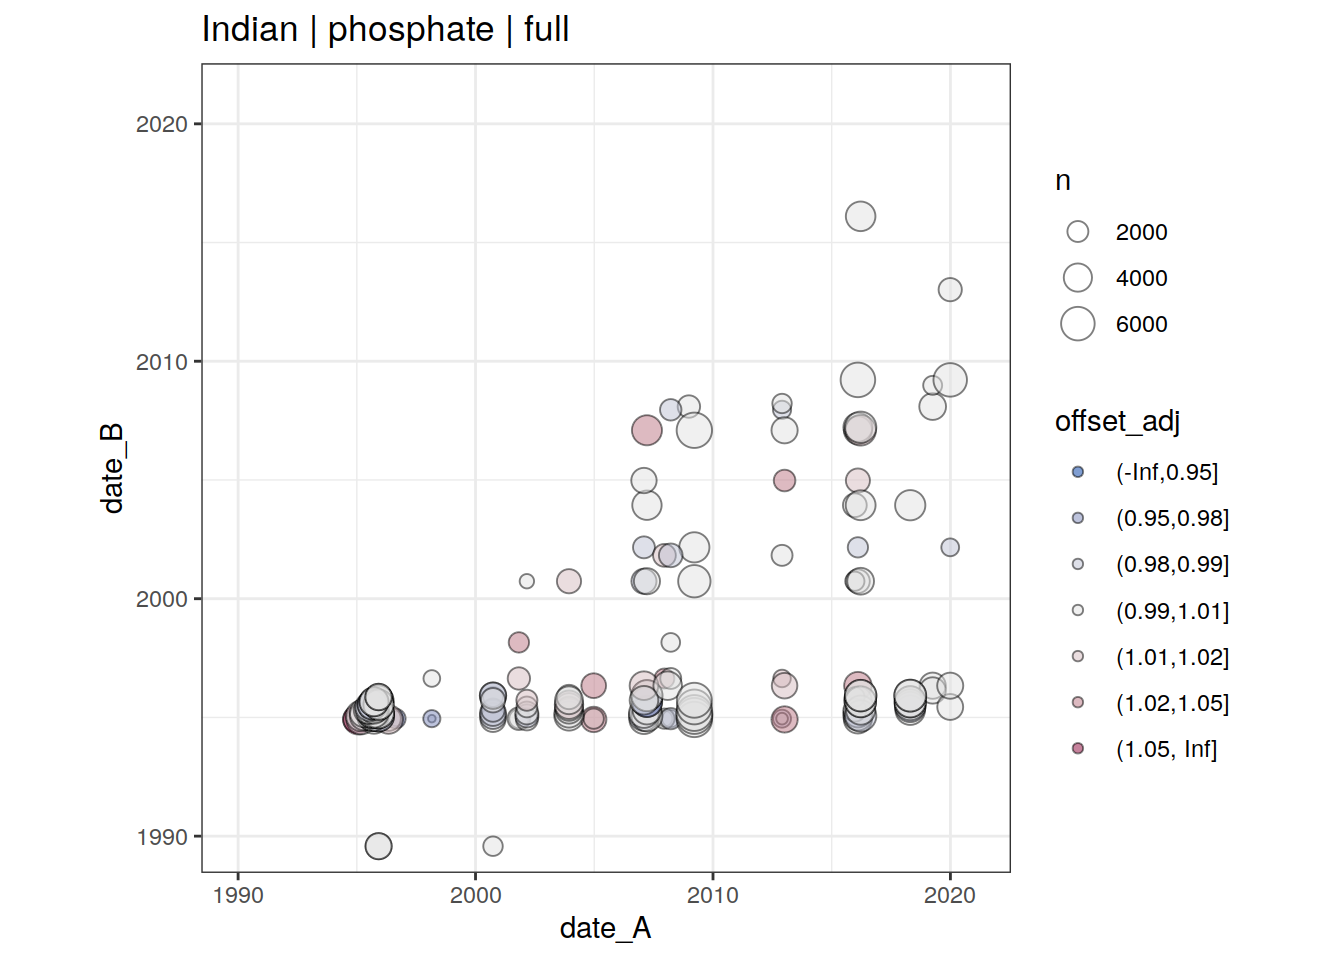 Indian | phosphate | full
2020
2010
2000
1990
date_B
1990
2000
2010
2020
date_A
n
2000
4000
6000
offset_adj
(-Inf,0.95]
(0.95,0.98]
(0.98,0.99]
(0.99,1.01]
(1.01,1.02]
(1.02,1.05]
(1.05, Inf]